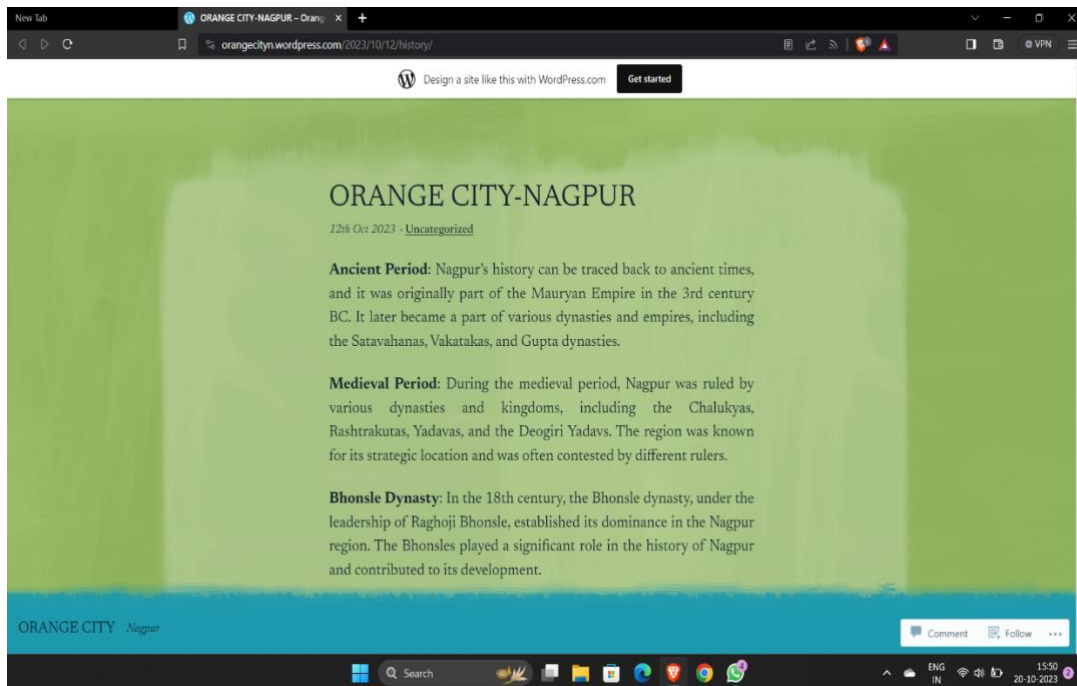 New Tab
ORANGE CITY-NAGPUR – Orang
orangecityn.wordpress.com/2023/10/12/history/
VPN
Design a site like this with WordPress.com
Get started
ORANGE CITY-NAGPUR
12th Oct 2023 · Uncategorized
Ancient Period: Nagpur's history can be traced back to ancient times,
and it was originally part of the Mauryan Empire in the 3rd century
BC. It later became a part of various dynasties and empires, including
the Satavahanas, Vakatakas, and Gupta dynasties.
Medieval Period: During the medieval period, Nagpur was ruled by
various dynasties and kingdoms, including the Chalukyas,
Rashtrakutas, Yadavas, and the Deogiri Yadavs. The region was known
for its strategic location and was often contested by different rulers.
Bhonsle Dynasty: In the 18th century, the Bhonsle dynasty, under the
leadership of Raghoji Bhonsle, established its dominance in the Nagpur
region. The Bhonsles played a significant role in the history of Nagpur
and contributed to its development.
ORANGE CITY Nagpur
Comment
Follow
Search
ENG
IN
15:50
20-10-2023
2